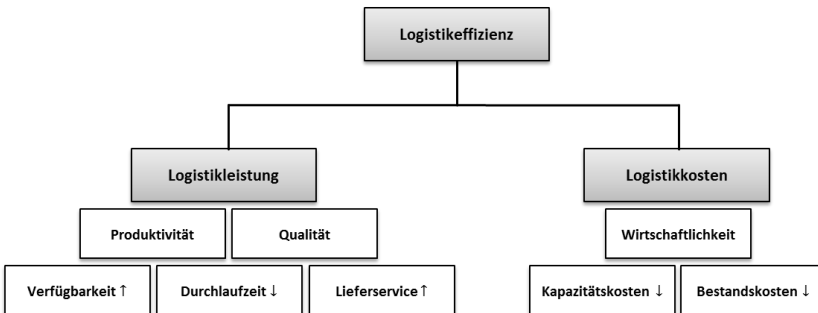 Logistikeffizienz
Logistikleistung
Logistikkosten
Produktivität
Qualität
Wirtschaftlichkeit
Verfügbarkeit ↑
Durchlaufzeit ↓
Lieferservice ↑
Kapazitätskosten ↓
Bestandskosten ↓